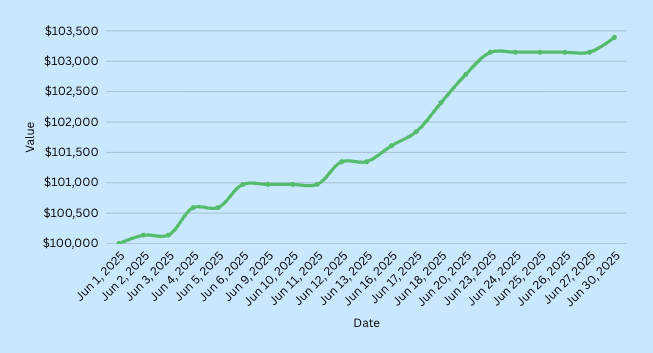 $103,500
$103,000
$102,500
$102,000
$101,500
$101,000
$100,500
$100,000
Value
Jun 1, 2025
Jun 2, 2025
Jun 3, 2025
Jun 4, 2025
Jun 5, 2025
Jun 6, 2025
Jun 9, 2025
Jun 10, 2025
Jun 11, 2025
Jun 12, 2025
Jun 13, 2025
Jun 16, 2025
Jun 17, 2025
Jun 18, 2025
Jun 20, 2025
Jun 23, 2025
Jun 24, 2025
Jun 25, 2025
Jun 26, 2025
Jun 27, 2025
Jun 30, 2025
Date